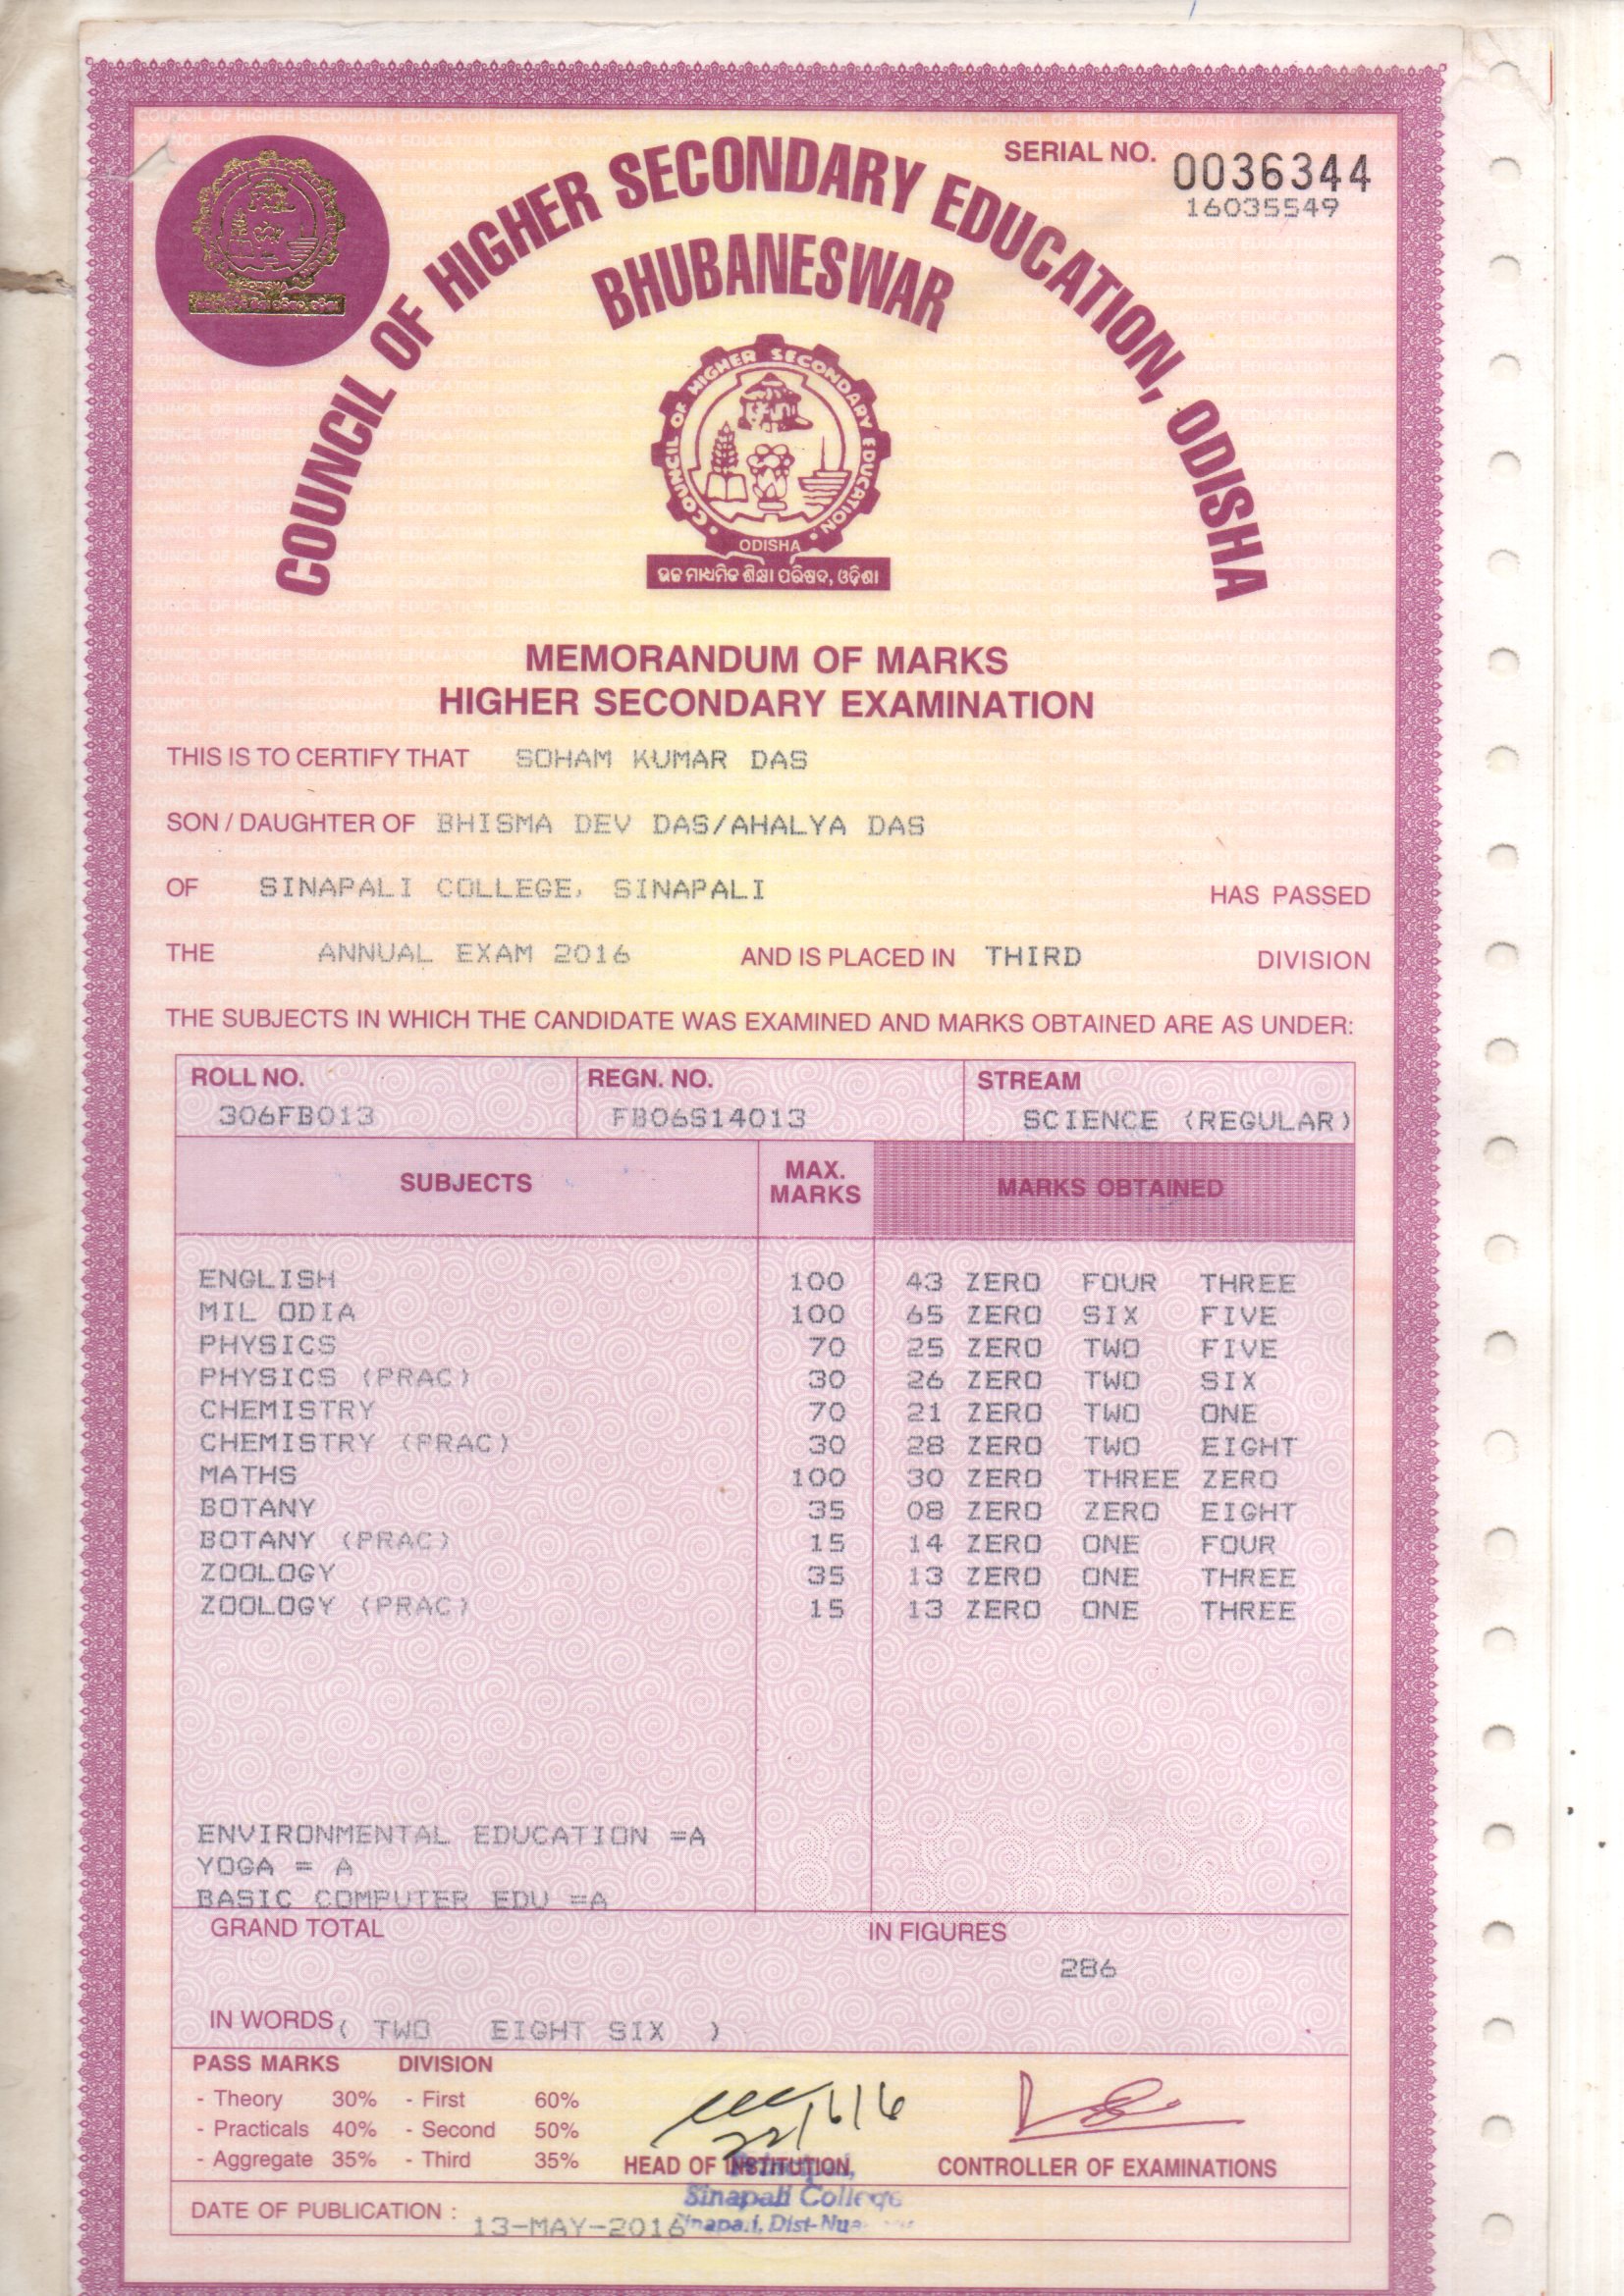 SERIAL NO. 0036344
16035549
COUNCIL OF HIGHER SECONDARY EDUCATION, ODISHA
BHUBANESWAR
COUNCIL OF HIGHER SECONDARY EDUCATION
ODISHA
ଉଚ୍ଚ ମାଧ୍ୟମିକ ଶିକ୍ଷା ପରିଷଦ, ଓଡ଼ିଶା
MEMORANDUM OF MARKS
HIGHER SECONDARY EXAMINATION
THIS IS TO CERTIFY THAT SOHAM KUMAR DAS
SON / DAUGHTER OF BHISMA DEV DAS/AHALYA DAS
OF SINAPALI COLLEGE, SINAPALI HAS PASSED
THE ANNUAL EXAM 2016 AND IS PLACED IN THIRD DIVISION
THE SUBJECTS IN WHICH THE CANDIDATE WAS EXAMINED AND MARKS OBTAINED ARE AS UNDER:
ROLL NO. REGN. NO. STREAM
306FB013 FB06S14013 SCIENCE (REGULAR)
SUBJECTS MAX. MARKS MARKS OBTAINED
ENGLISH 100 43 ZERO FOUR THREE
MIL ODIA 100 65 ZERO SIX FIVE
PHYSICS 70 25 ZERO TWO FIVE
PHYSICS (PRAC) 30 26 ZERO TWO SIX
CHEMISTRY 70 21 ZERO TWO ONE
CHEMISTRY (PRAC) 30 28 ZERO TWO EIGHT
MATHS 100 30 ZERO THREE ZERO
BOTANY 35 08 ZERO ZERO EIGHT
BOTANY (PRAC) 15 14 ZERO ONE FOUR
ZOOLOGY 35 13 ZERO ONE THREE
ZOOLOGY (PRAC) 15 13 ZERO ONE THREE
ENVIRONMENTAL EDUCATION =A
YOGA = A
BASIC COMPUTER EDU =A
GRAND TOTAL IN FIGURES
286
IN WORDS ( TWO EIGHT SIX )
PASS MARKS DIVISION
- Theory 30% - First 60%
- Practicals 40% - Second 50%
- Aggregate 35% - Third 35%
HEAD OF INSTITUTION CONTROLLER OF EXAMINATIONS
Sinapali College
Sinapali, Dist-
DATE OF PUBLICATION : 13-MAY-2016